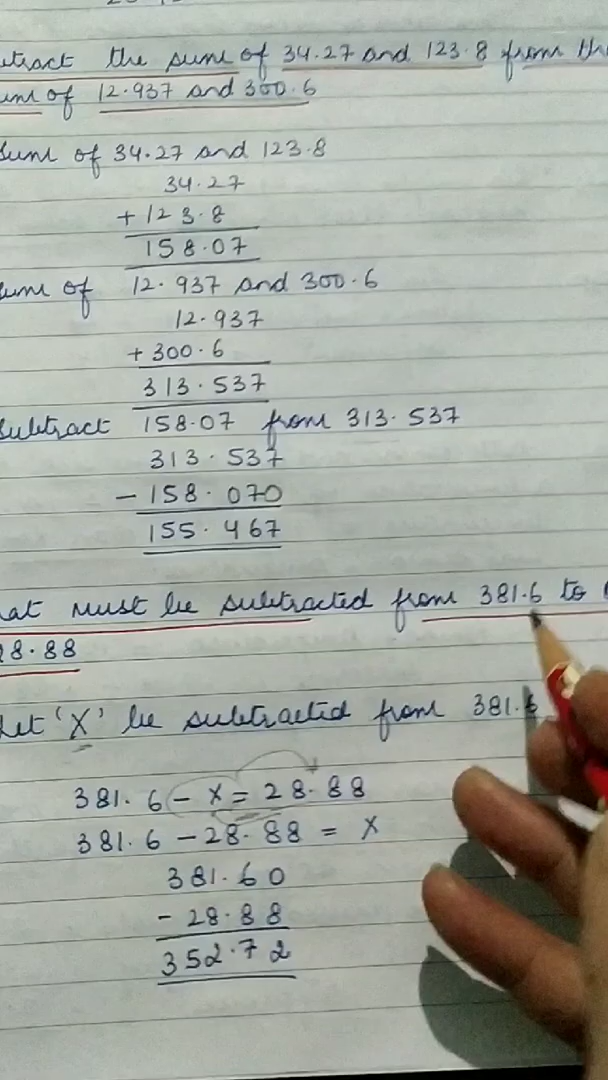 tract the sum of 34.27 and 123.8 from the
um of 12.937 and 300.6
Sum of 34.27 and 123.8
34.27
+ 123.8
158.07
Sum of 12.937 and 300.6
12.937
+ 300.6
313.537
Subtract 158.07 from 313.537
313.537
- 158.070
155.467
at must be subtracted from 381.6 to
28.88
Let 'X' be subtracted from 381.6
381.6 - x = 28.88
381.6 - 28.88 = x
381.60
- 28.88
352.72